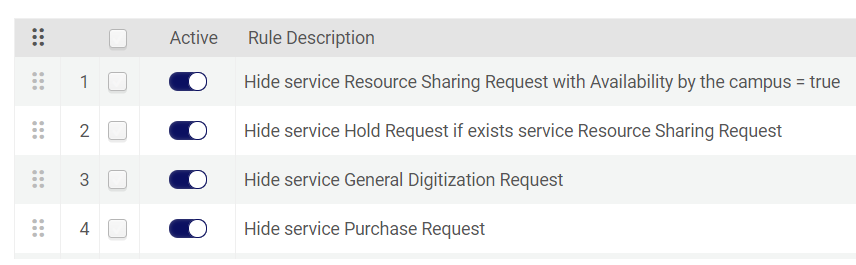 Active Rule Description
1 Hide service Resource Sharing Request with Availability by the campus = true
2 Hide service Hold Request if exists service Resource Sharing Request
3 Hide service General Digitization Request
4 Hide service Purchase Request